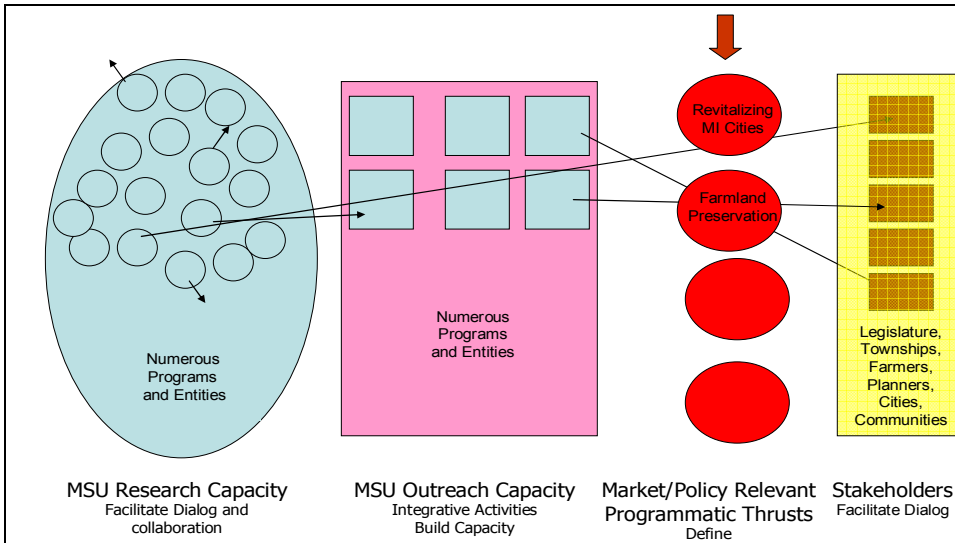 Revitalizing
MI Cities
Farmland
Preservation
Numerous
Programs
and Entities
Numerous
Programs
and Entities
Legislature,
Townships,
Farmers,
Planners,
Cities,
Communities
MSU Research Capacity
Facilitate Dialog and
collaboration
MSU Outreach Capacity
Integrative Activities
Build Capacity
Market/Policy Relevant
Programmatic Thrusts
Define
Stakeholders
Facilitate Dialog